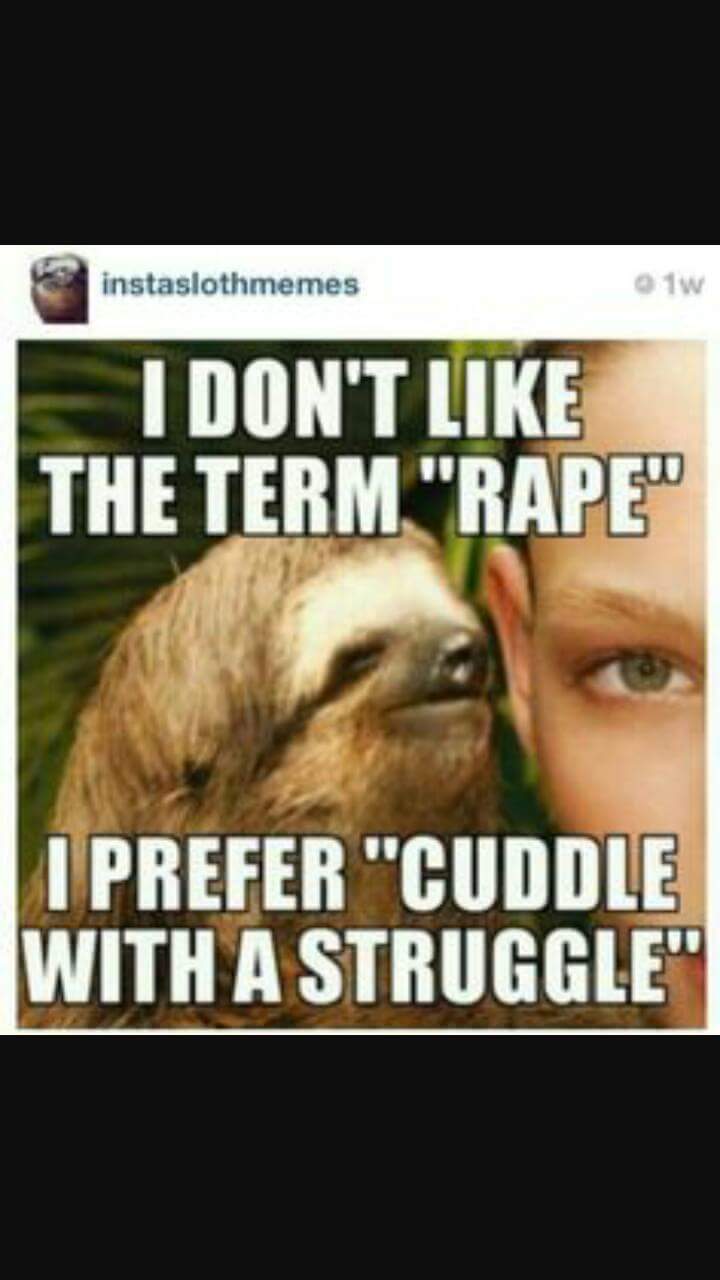 instaslothmemes 1w
I DON'T LIKE
THE TERM "RAPE"
I PREFER "CUDDLE
WITH A STRUGGLE"